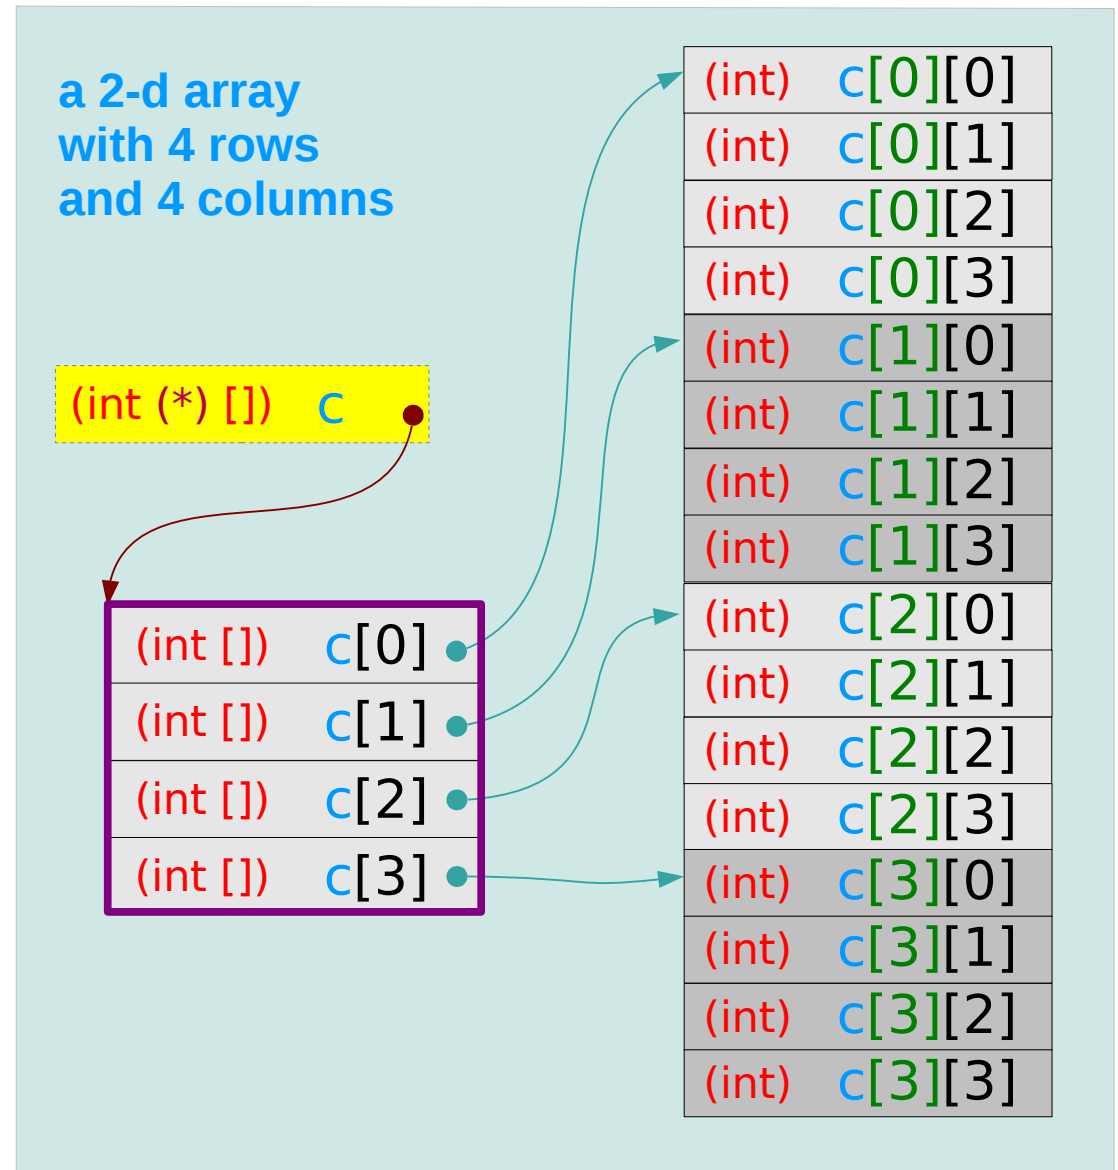 a 2-d array
with 4 rows
and 4 columns
(int (*) []) c
(int []) c[0]
(int []) c[1]
(int []) c[2]
(int []) c[3]
(int) c[0][0]
(int) c[0][1]
(int) c[0][2]
(int) c[0][3]
(int) c[1][0]
(int) c[1][1]
(int) c[1][2]
(int) c[1][3]
(int) c[2][0]
(int) c[2][1]
(int) c[2][2]
(int) c[2][3]
(int) c[3][0]
(int) c[3][1]
(int) c[3][2]
(int) c[3][3]